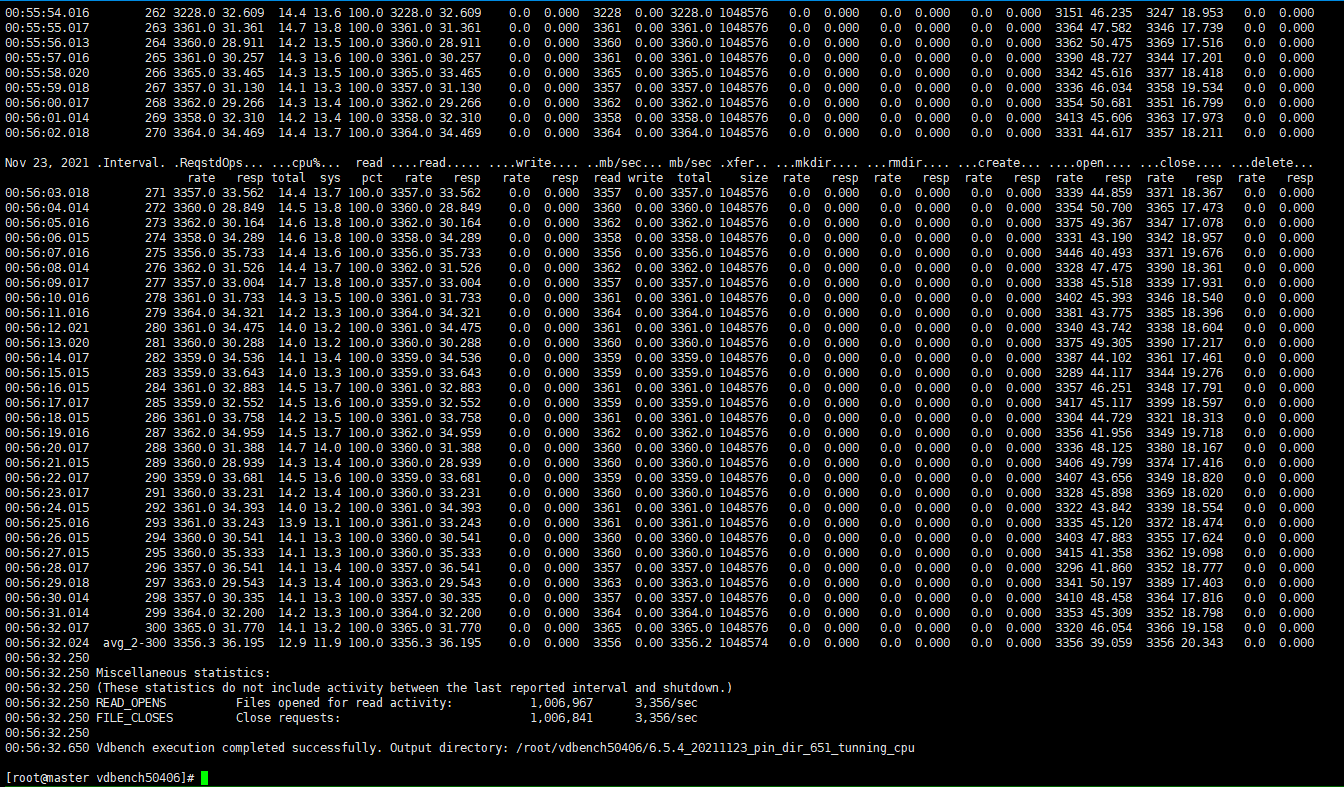 00:55:54.016 262 3228.0 32.609 14.4 13.6 100.0 3228.0 32.609 0.0 0.000 3228 0.00 3228.0 1048576 0.0 0.000 0.0 0.000 0.0 0.000 3151 46.235 3247 18.953 0.0 0.000
00:55:55.017 263 3361.0 31.361 14.7 13.8 100.0 3361.0 31.361 0.0 0.000 3361 0.00 3361.0 1048576 0.0 0.000 0.0 0.000 0.0 0.000 3364 47.582 3346 17.739 0.0 0.000
00:55:56.013 264 3360.0 28.911 14.2 13.5 100.0 3360.0 28.911 0.0 0.000 3360 0.00 3360.0 1048576 0.0 0.000 0.0 0.000 0.0 0.000 3362 50.475 3369 17.516 0.0 0.000
00:55:57.016 265 3361.0 30.257 14.3 13.6 100.0 3361.0 30.257 0.0 0.000 3361 0.00 3361.0 1048576 0.0 0.000 0.0 0.000 0.0 0.000 3390 48.727 3344 17.201 0.0 0.000
00:55:58.020 266 3365.0 33.465 14.3 13.5 100.0 3365.0 33.465 0.0 0.000 3365 0.00 3365.0 1048576 0.0 0.000 0.0 0.000 0.0 0.000 3342 45.616 3377 18.418 0.0 0.000
00:55:59.018 267 3357.0 31.130 14.1 13.3 100.0 3357.0 31.130 0.0 0.000 3357 0.00 3357.0 1048576 0.0 0.000 0.0 0.000 0.0 0.000 3336 46.034 3358 19.534 0.0 0.000
00:56:00.017 268 3362.0 29.266 14.3 13.4 100.0 3362.0 29.266 0.0 0.000 3362 0.00 3362.0 1048576 0.0 0.000 0.0 0.000 0.0 0.000 3354 50.681 3351 16.799 0.0 0.000
00:56:01.014 269 3358.0 32.310 14.2 13.4 100.0 3358.0 32.310 0.0 0.000 3358 0.00 3358.0 1048576 0.0 0.000 0.0 0.000 0.0 0.000 3413 45.606 3363 17.973 0.0 0.000
00:56:02.018 270 3364.0 34.469 14.4 13.7 100.0 3364.0 34.469 0.0 0.000 3364 0.00 3364.0 1048576 0.0 0.000 0.0 0.000 0.0 0.000 3331 44.617 3357 18.211 0.0 0.000
Nov 23, 2021 .Interval. .ReqstdOps... ...cpu%... read ....read..... ....write.... ..mb/sec... mb/sec .xfer.. ...mkdir.... ...rmdir.... ...create... ....open.... ...close.... ...delete...
rate resp total sys pct rate resp rate resp read write total size rate resp rate resp rate resp rate resp rate resp rate resp
00:56:03.018 271 3357.0 33.562 14.4 13.7 100.0 3357.0 33.562 0.0 0.000 3357 0.00 3357.0 1048576 0.0 0.000 0.0 0.000 0.0 0.000 3339 44.859 3371 18.367 0.0 0.000
00:56:04.014 272 3360.0 28.849 14.5 13.8 100.0 3360.0 28.849 0.0 0.000 3360 0.00 3360.0 1048576 0.0 0.000 0.0 0.000 0.0 0.000 3354 50.700 3365 17.473 0.0 0.000
00:56:05.016 273 3362.0 30.164 14.6 13.8 100.0 3362.0 30.164 0.0 0.000 3362 0.00 3362.0 1048576 0.0 0.000 0.0 0.000 0.0 0.000 3375 49.367 3347 17.078 0.0 0.000
00:56:06.015 274 3358.0 34.289 14.6 13.8 100.0 3358.0 34.289 0.0 0.000 3358 0.00 3358.0 1048576 0.0 0.000 0.0 0.000 0.0 0.000 3331 43.190 3342 18.957 0.0 0.000
00:56:07.016 275 3356.0 35.733 14.4 13.6 100.0 3356.0 35.733 0.0 0.000 3356 0.00 3356.0 1048576 0.0 0.000 0.0 0.000 0.0 0.000 3446 40.493 3371 19.676 0.0 0.000
00:56:08.014 276 3362.0 31.526 14.4 13.7 100.0 3362.0 31.526 0.0 0.000 3362 0.00 3362.0 1048576 0.0 0.000 0.0 0.000 0.0 0.000 3328 47.475 3390 18.361 0.0 0.000
00:56:09.017 277 3357.0 33.004 14.7 13.8 100.0 3357.0 33.004 0.0 0.000 3357 0.00 3357.0 1048576 0.0 0.000 0.0 0.000 0.0 0.000 3338 45.518 3339 17.931 0.0 0.000
00:56:10.016 278 3361.0 31.733 14.3 13.5 100.0 3361.0 31.733 0.0 0.000 3361 0.00 3361.0 1048576 0.0 0.000 0.0 0.000 0.0 0.000 3402 45.393 3346 18.540 0.0 0.000
00:56:11.016 279 3364.0 34.321 14.2 13.3 100.0 3364.0 34.321 0.0 0.000 3364 0.00 3364.0 1048576 0.0 0.000 0.0 0.000 0.0 0.000 3381 43.775 3385 18.396 0.0 0.000
00:56:12.021 280 3361.0 34.475 14.0 13.2 100.0 3361.0 34.475 0.0 0.000 3361 0.00 3361.0 1048576 0.0 0.000 0.0 0.000 0.0 0.000 3340 43.742 3338 18.604 0.0 0.000
00:56:13.020 281 3360.0 30.288 14.0 13.2 100.0 3360.0 30.288 0.0 0.000 3360 0.00 3360.0 1048576 0.0 0.000 0.0 0.000 0.0 0.000 3375 49.305 3390 17.217 0.0 0.000
00:56:14.017 282 3359.0 34.536 14.1 13.4 100.0 3359.0 34.536 0.0 0.000 3359 0.00 3359.0 1048576 0.0 0.000 0.0 0.000 0.0 0.000 3387 44.102 3361 17.461 0.0 0.000
00:56:15.015 283 3359.0 33.643 14.0 13.3 100.0 3359.0 33.643 0.0 0.000 3359 0.00 3359.0 1048576 0.0 0.000 0.0 0.000 0.0 0.000 3289 44.117 3344 19.276 0.0 0.000
00:56:16.015 284 3361.0 32.883 14.5 13.7 100.0 3361.0 32.883 0.0 0.000 3361 0.00 3361.0 1048576 0.0 0.000 0.0 0.000 0.0 0.000 3357 46.251 3348 17.791 0.0 0.000
00:56:17.017 285 3359.0 32.552 14.5 13.6 100.0 3359.0 32.552 0.0 0.000 3359 0.00 3359.0 1048576 0.0 0.000 0.0 0.000 0.0 0.000 3417 45.117 3399 18.597 0.0 0.000
00:56:18.015 286 3361.0 33.758 14.2 13.5 100.0 3361.0 33.758 0.0 0.000 3361 0.00 3361.0 1048576 0.0 0.000 0.0 0.000 0.0 0.000 3304 44.729 3321 18.313 0.0 0.000
00:56:19.016 287 3362.0 34.959 14.5 13.7 100.0 3362.0 34.959 0.0 0.000 3362 0.00 3362.0 1048576 0.0 0.000 0.0 0.000 0.0 0.000 3356 41.956 3349 19.718 0.0 0.000
00:56:20.017 288 3360.0 31.388 14.7 14.0 100.0 3360.0 31.388 0.0 0.000 3360 0.00 3360.0 1048576 0.0 0.000 0.0 0.000 0.0 0.000 3336 48.125 3380 18.167 0.0 0.000
00:56:21.015 289 3360.0 28.939 14.3 13.4 100.0 3360.0 28.939 0.0 0.000 3360 0.00 3360.0 1048576 0.0 0.000 0.0 0.000 0.0 0.000 3406 49.799 3374 17.416 0.0 0.000
00:56:22.017 290 3359.0 33.681 14.5 13.6 100.0 3359.0 33.681 0.0 0.000 3359 0.00 3359.0 1048576 0.0 0.000 0.0 0.000 0.0 0.000 3407 43.656 3349 18.820 0.0 0.000
00:56:23.017 291 3360.0 33.231 14.2 13.4 100.0 3360.0 33.231 0.0 0.000 3360 0.00 3360.0 1048576 0.0 0.000 0.0 0.000 0.0 0.000 3328 45.898 3369 18.020 0.0 0.000
00:56:24.015 292 3361.0 34.393 14.0 13.2 100.0 3361.0 34.393 0.0 0.000 3361 0.00 3361.0 1048576 0.0 0.000 0.0 0.000 0.0 0.000 3322 43.842 3339 18.554 0.0 0.000
00:56:25.016 293 3361.0 33.243 13.9 13.1 100.0 3361.0 33.243 0.0 0.000 3361 0.00 3361.0 1048576 0.0 0.000 0.0 0.000 0.0 0.000 3335 45.120 3372 18.474 0.0 0.000
00:56:26.015 294 3360.0 30.541 14.1 13.3 100.0 3360.0 30.541 0.0 0.000 3360 0.00 3360.0 1048576 0.0 0.000 0.0 0.000 0.0 0.000 3403 47.883 3355 17.624 0.0 0.000
00:56:27.015 295 3360.0 35.333 14.1 13.3 100.0 3360.0 35.333 0.0 0.000 3360 0.00 3360.0 1048576 0.0 0.000 0.0 0.000 0.0 0.000 3415 41.358 3362 19.098 0.0 0.000
00:56:28.017 296 3357.0 36.541 14.1 13.4 100.0 3357.0 36.541 0.0 0.000 3357 0.00 3357.0 1048576 0.0 0.000 0.0 0.000 0.0 0.000 3296 41.860 3352 18.777 0.0 0.000
00:56:29.018 297 3363.0 29.543 14.3 13.4 100.0 3363.0 29.543 0.0 0.000 3363 0.00 3363.0 1048576 0.0 0.000 0.0 0.000 0.0 0.000 3341 50.197 3389 17.403 0.0 0.000
00:56:30.014 298 3357.0 30.335 14.1 13.3 100.0 3357.0 30.335 0.0 0.000 3357 0.00 3357.0 1048576 0.0 0.000 0.0 0.000 0.0 0.000 3410 48.458 3364 17.816 0.0 0.000
00:56:31.014 299 3364.0 32.200 14.2 13.3 100.0 3364.0 32.200 0.0 0.000 3364 0.00 3364.0 1048576 0.0 0.000 0.0 0.000 0.0 0.000 3353 45.309 3352 18.798 0.0 0.000
00:56:32.017 300 3365.0 31.770 14.1 13.2 100.0 3365.0 31.770 0.0 0.000 3365 0.00 3365.0 1048576 0.0 0.000 0.0 0.000 0.0 0.000 3320 46.054 3366 19.158 0.0 0.000
00:56:32.024 avg_2-300 3356.3 36.195 12.9 11.9 100.0 3356.3 36.195 0.0 0.000 3356 0.00 3356.2 1048574 0.0 0.000 0.0 0.000 0.0 0.000 3356 39.059 3356 20.343 0.0 0.000
00:56:32.250
00:56:32.250 Miscellaneous statistics:
00:56:32.250 (These statistics do not include activity between the last reported interval and shutdown.)
00:56:32.250 READ_OPENS Files opened for read activity: 1,006,967 3,356/sec
00:56:32.250 FILE_CLOSES Close requests: 1,006,841 3,356/sec
00:56:32.250
00:56:32.650 Vdbench execution completed successfully. Output directory: /root/vdbench50406/6.5.4_20211123_pin_dir_651_tunning_cpu
[root@master vdbench50406]#